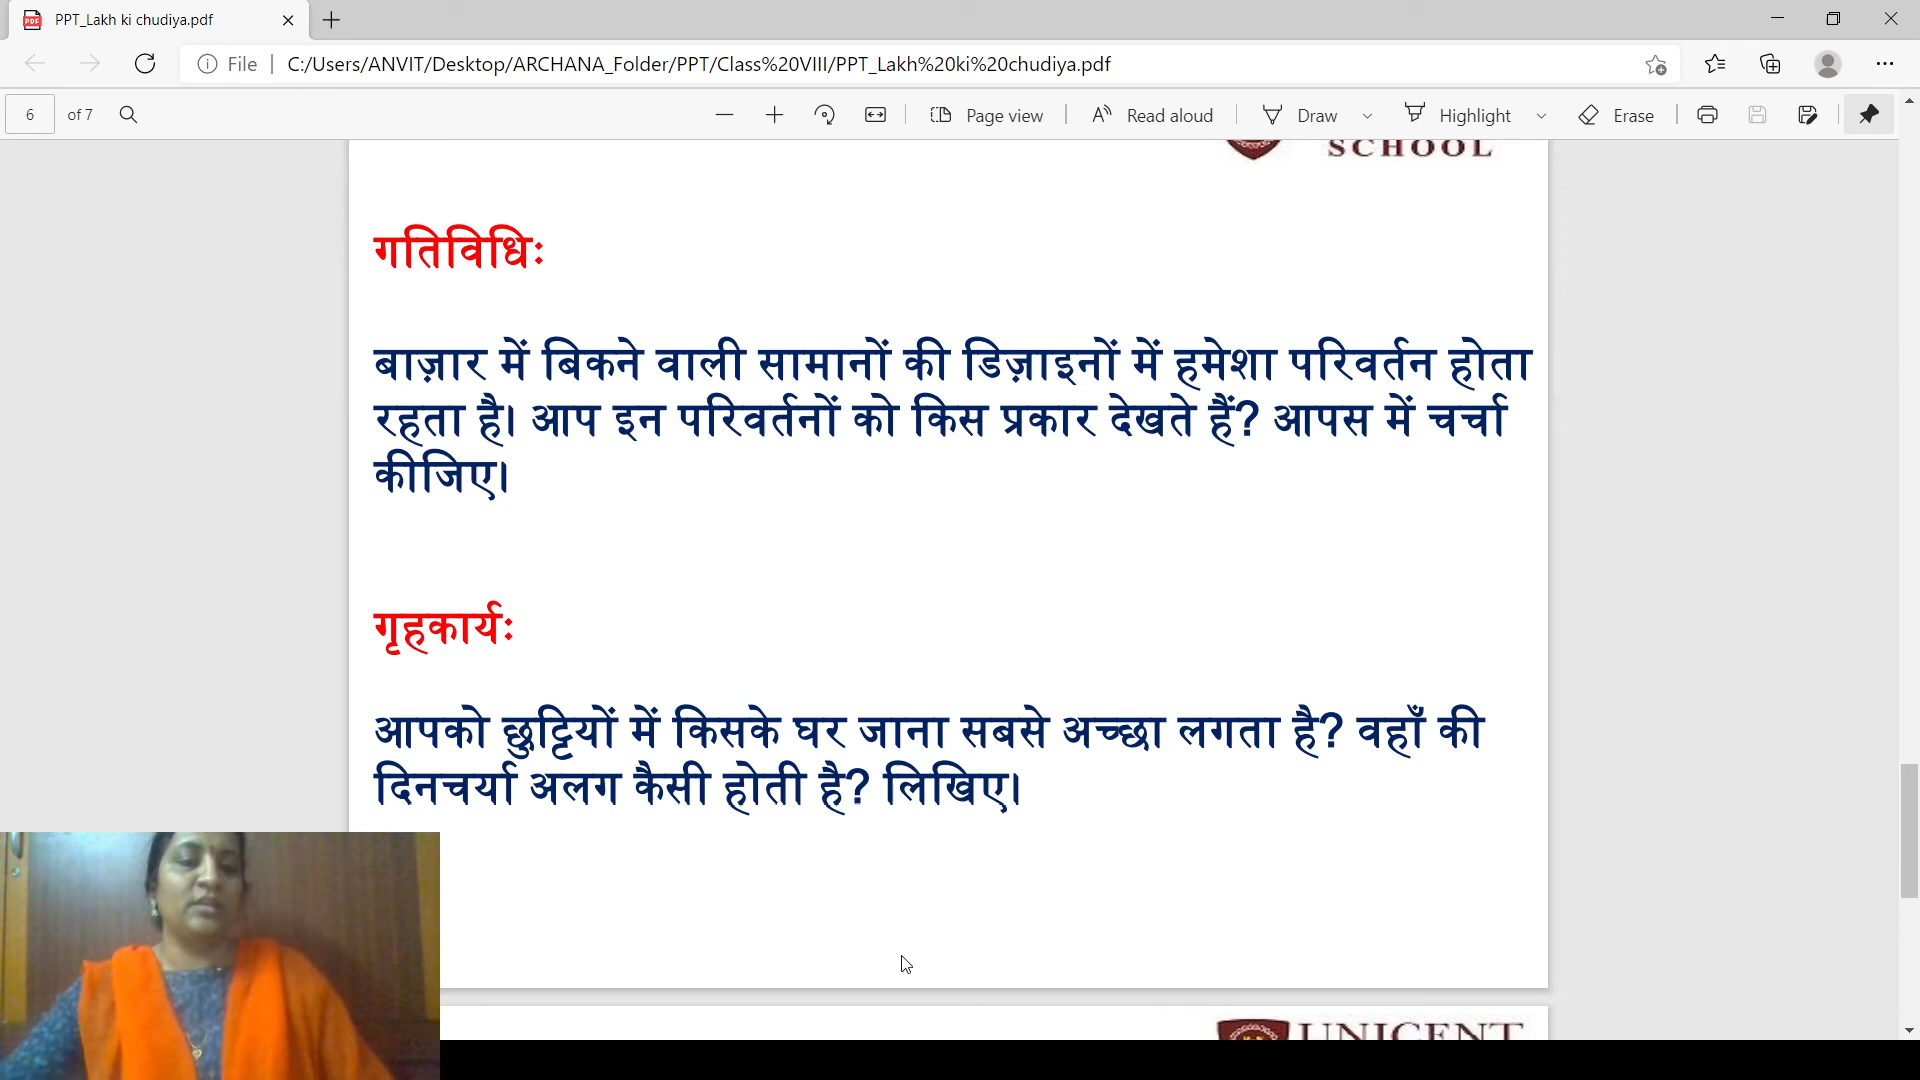 PPT_Lakh ki chudiya.pdf
File
C:/Users/ANVIT/Desktop/ARCHANA_Folder/PPT/Class%20VIII/PPT_Lakh%20ki%20chudiya.pdf
6 of 7 Page view Read aloud Draw Highlight Erase
SCHOOL
गतिविधिः
बाज़ार में बिकने वाली सामानों की डिज़ाइनों में हमेशा परिवर्तन होता
रहता है। आप इन परिवर्तनों को किस प्रकार देखते हैं? आपस में चर्चा
कीजिए।
गृहकार्यः
आपको छुट्टियों में किसके घर जाना सबसे अच्छा लगता है? वहाँ की
दिनचर्या अलग कैसी होती है? लिखिए।
UNICENT